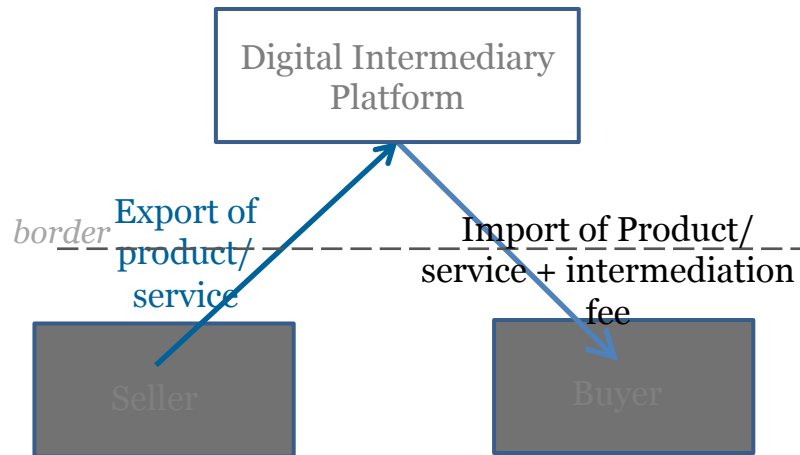 Digital Intermediary
Platform
border
Export of
product/
service
Import of Product/
service + intermediation
fee
Seller
Buyer